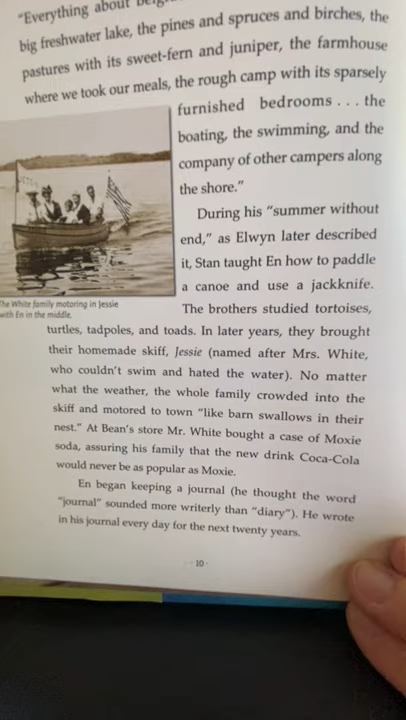 "Everything about
big freshwater lake, the pines and spruces and birches, the
pastures with its sweet-fern and juniper, the farmhouse
where we took our meals, the rough camp with its sparsely
furnished bedrooms . . . the
boating, the swimming, and the
company of other campers along
the shore."
During his "summer without
end," as Elwyn later described
it, Stan taught En how to paddle
a canoe and use a jackknife.
The White family motoring in Jessie
with En in the middle.
The brothers studied tortoises,
turtles, tadpoles, and toads. In later years, they brought
their homemade skiff, Jessie (named after Mrs. White,
who couldn't swim and hated the water). No matter
what the weather, the whole family crowded into the
skiff and motored to town "like barn swallows in their
nest." At Bean's store Mr. White bought a case of Moxie
soda, assuring his family that the new drink Coca-Cola
would never be as popular as Moxie.
En began keeping a journal (he thought the word
"journal" sounded more writerly than "diary"). He wrote
in his journal every day for the next twenty years.
· 10 ·